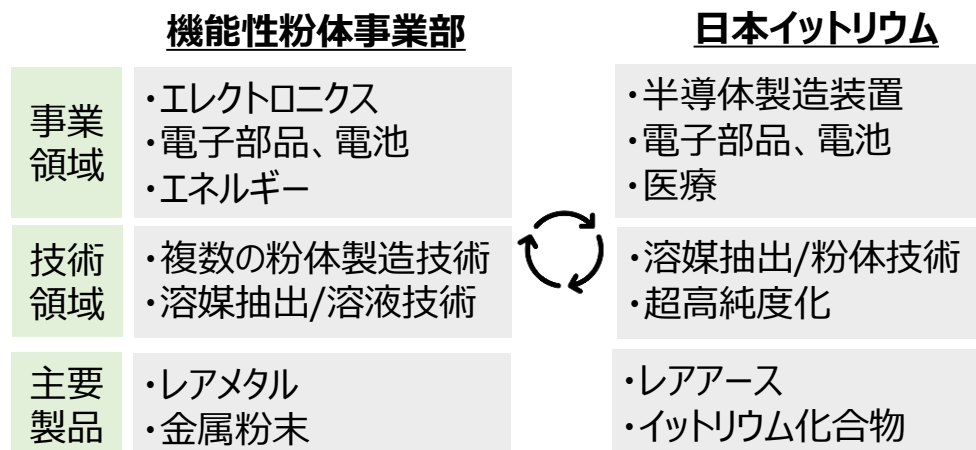 機能性粉体事業部
日本イットリウム
事業
領域
・エレクトロニクス
・電子部品、電池
・エネルギー
・半導体製造装置
・電子部品、電池
・医療
技術
領域
・複数の粉体製造技術
・溶媒抽出/溶液技術
・溶媒抽出/粉体技術
・超高純度化
主要
製品
・レアメタル
・金属粉末
・レアアース
・イットリウム化合物